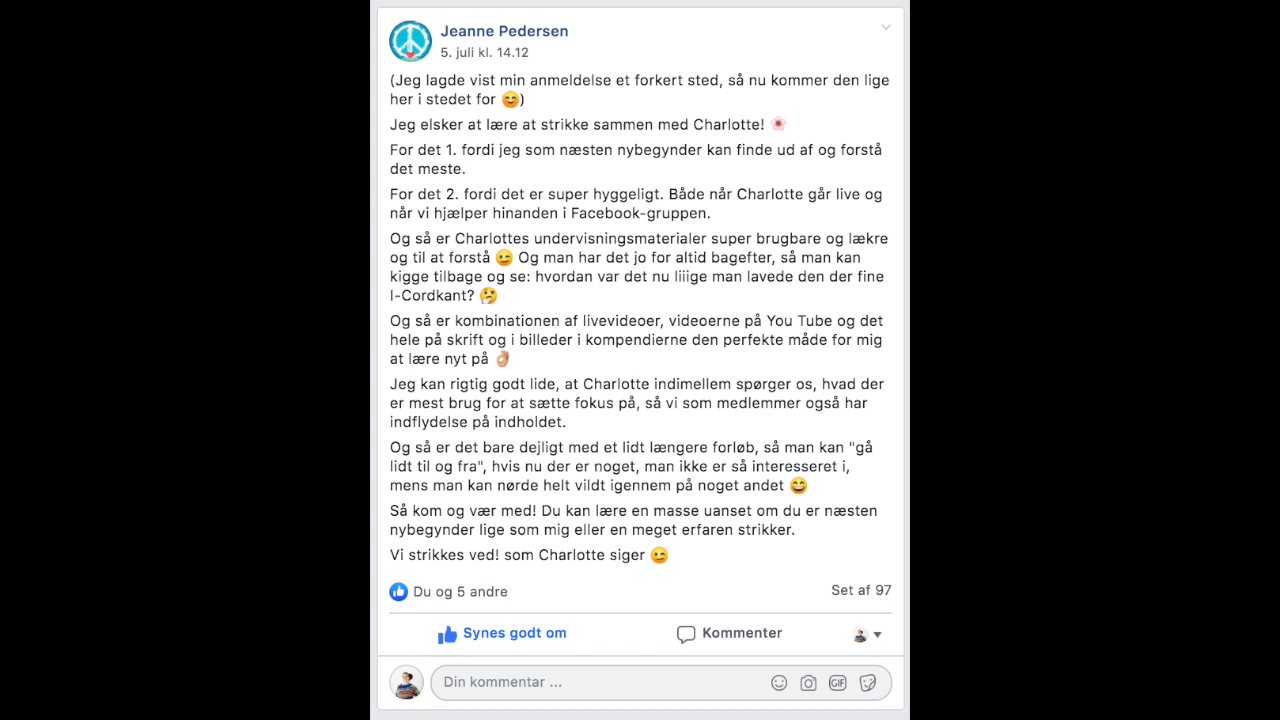 Jeanne Pedersen
5. juli kl. 14.12
(Jeg lagde vist min anmeldelse et forkert sted, så nu kommer den lige
her i stedet for 😊)
Jeg elsker at lære at strikke sammen med Charlotte! 🌸
For det 1. fordi jeg som næsten nybegynder kan finde ud af og forstå
det meste.
For det 2. fordi det er super hyggeligt. Både når Charlotte går live og
når vi hjælper hinanden i Facebook-gruppen.
Og så er Charlottes undervisningsmaterialer super brugbare og lækre
og til at forstå 😉 Og man har det jo for altid bagefter, så man kan
kigge tilbage og se: hvordan var det nu liiige man lavede den der fine
I-Cordkant? 🤔
Og så er kombinationen af livevideoer, videoerne på You Tube og det
hele på skrift og i billeder i kompendierne den perfekte måde for mig
at lære nyt på 👌🏼
Jeg kan rigtig godt lide, at Charlotte indimellem spørger os, hvad der
er mest brug for at sætte fokus på, så vi som medlemmer også har
indflydelse på indholdet.
Og så er det bare dejligt med et lidt længere forløb, så man kan "gå
lidt til og fra", hvis nu der er noget, man ikke er så interesseret i,
mens man kan nørde helt vildt igennem på noget andet 😄
Så kom og vær med! Du kan lære en masse uanset om du er næsten
nybegynder lige som mig eller en meget erfaren strikker.
Vi strikkes ved! som Charlotte siger 😉
Du og 5 andre
Set af 97
Synes godt om
Kommenter
Din kommentar ...
GIF